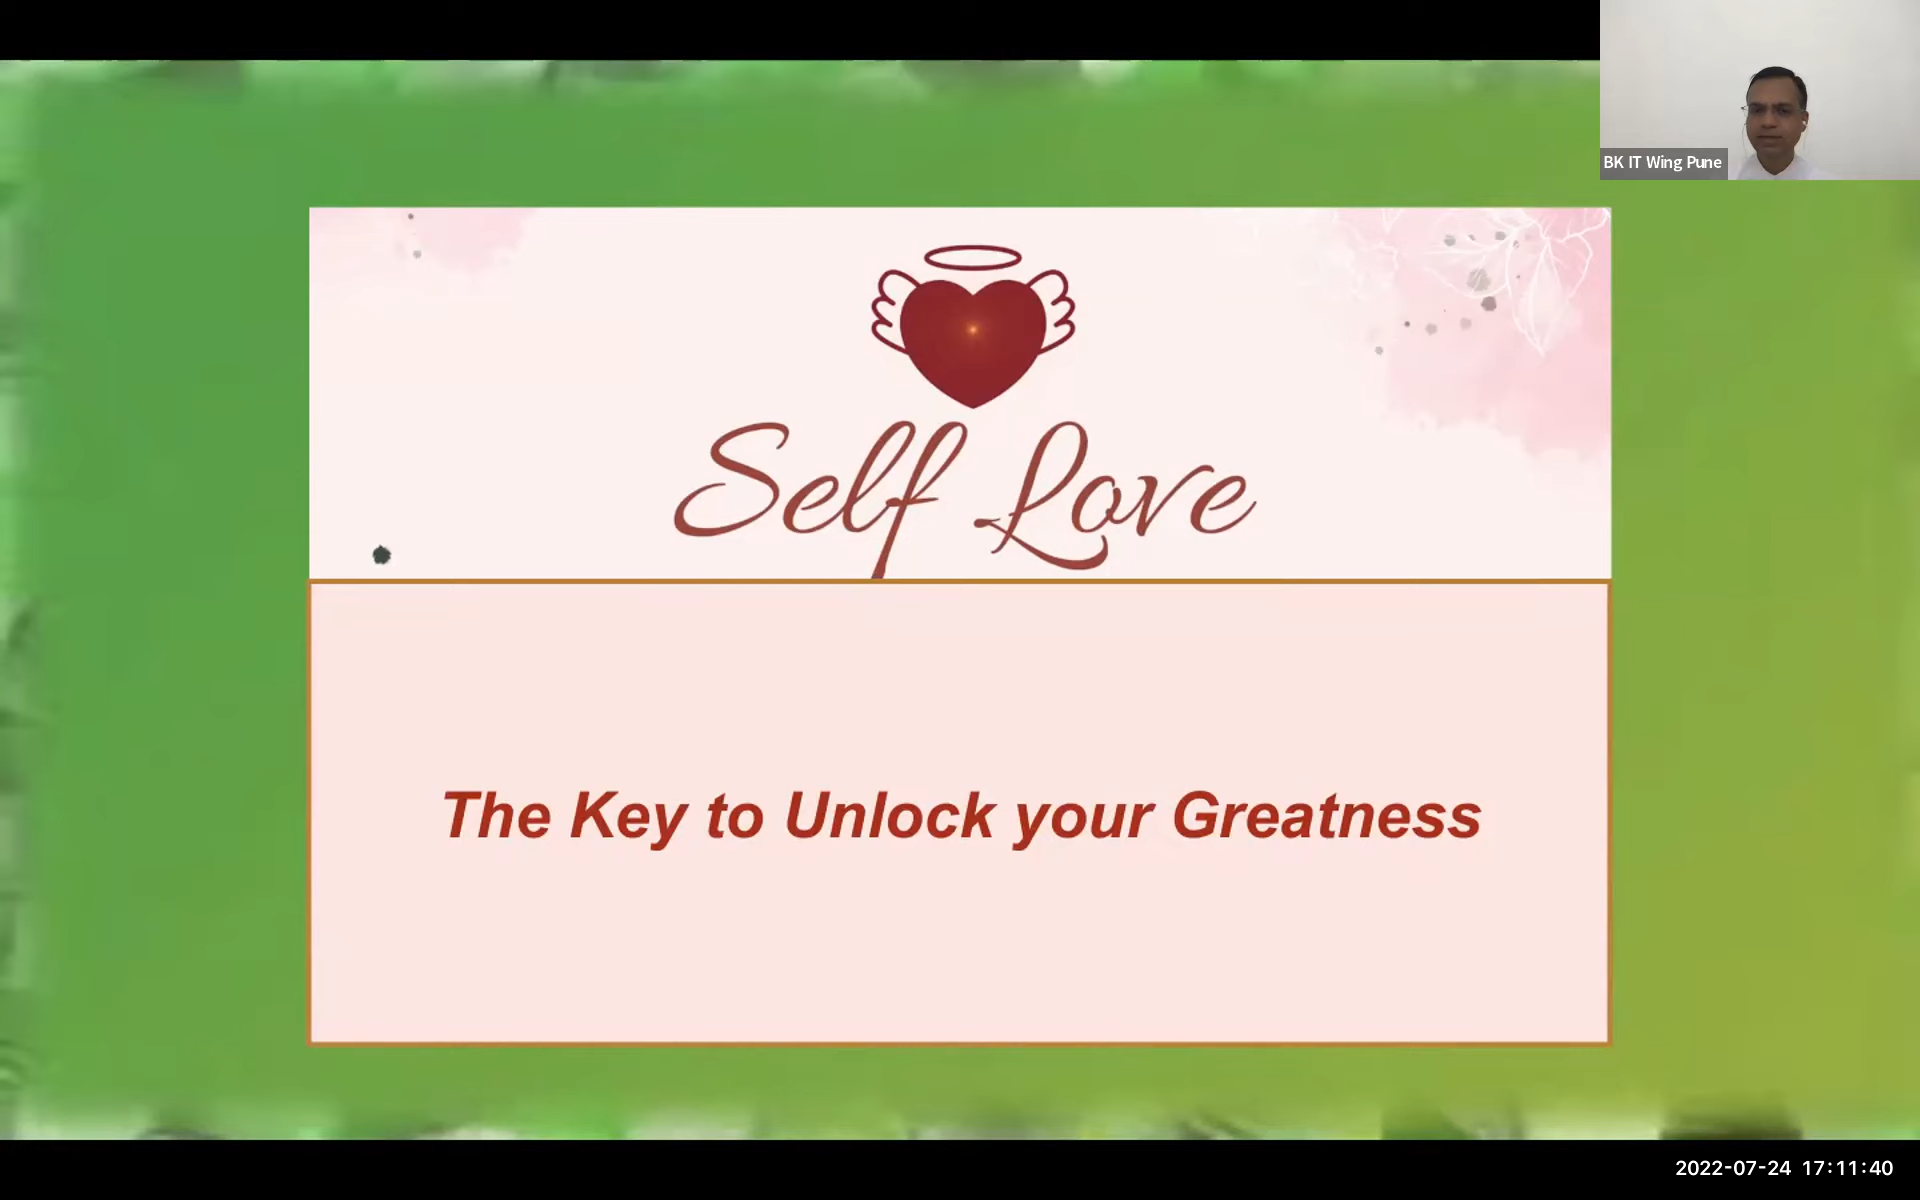 BK IT Wing Pune
Self Love
The Key to Unlock your Greatness
2022-07-24 17:11:40